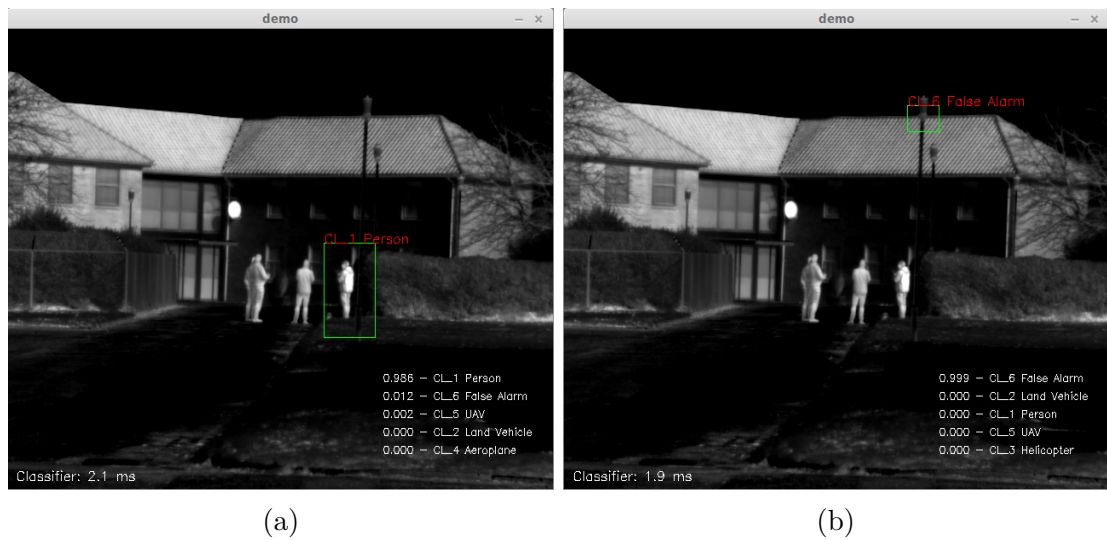 demo
CL_1 Person
0.986 - CL_1 Person
0.012 - CL_6 False Alarm
0.002 - CL_5 UAV
0.000 - CL_2 Land Vehicle
0.000 - CL_4 Aeroplane
Classifier: 2.1 ms
(a)
demo
CL_6 False Alarm
0.999 - CL_6 False Alarm
0.000 - CL_2 Land Vehicle
0.000 - CL_1 Person
0.000 - CL_5 UAV
0.000 - CL_3 Helicopter
Classifier: 1.9 ms
(b)